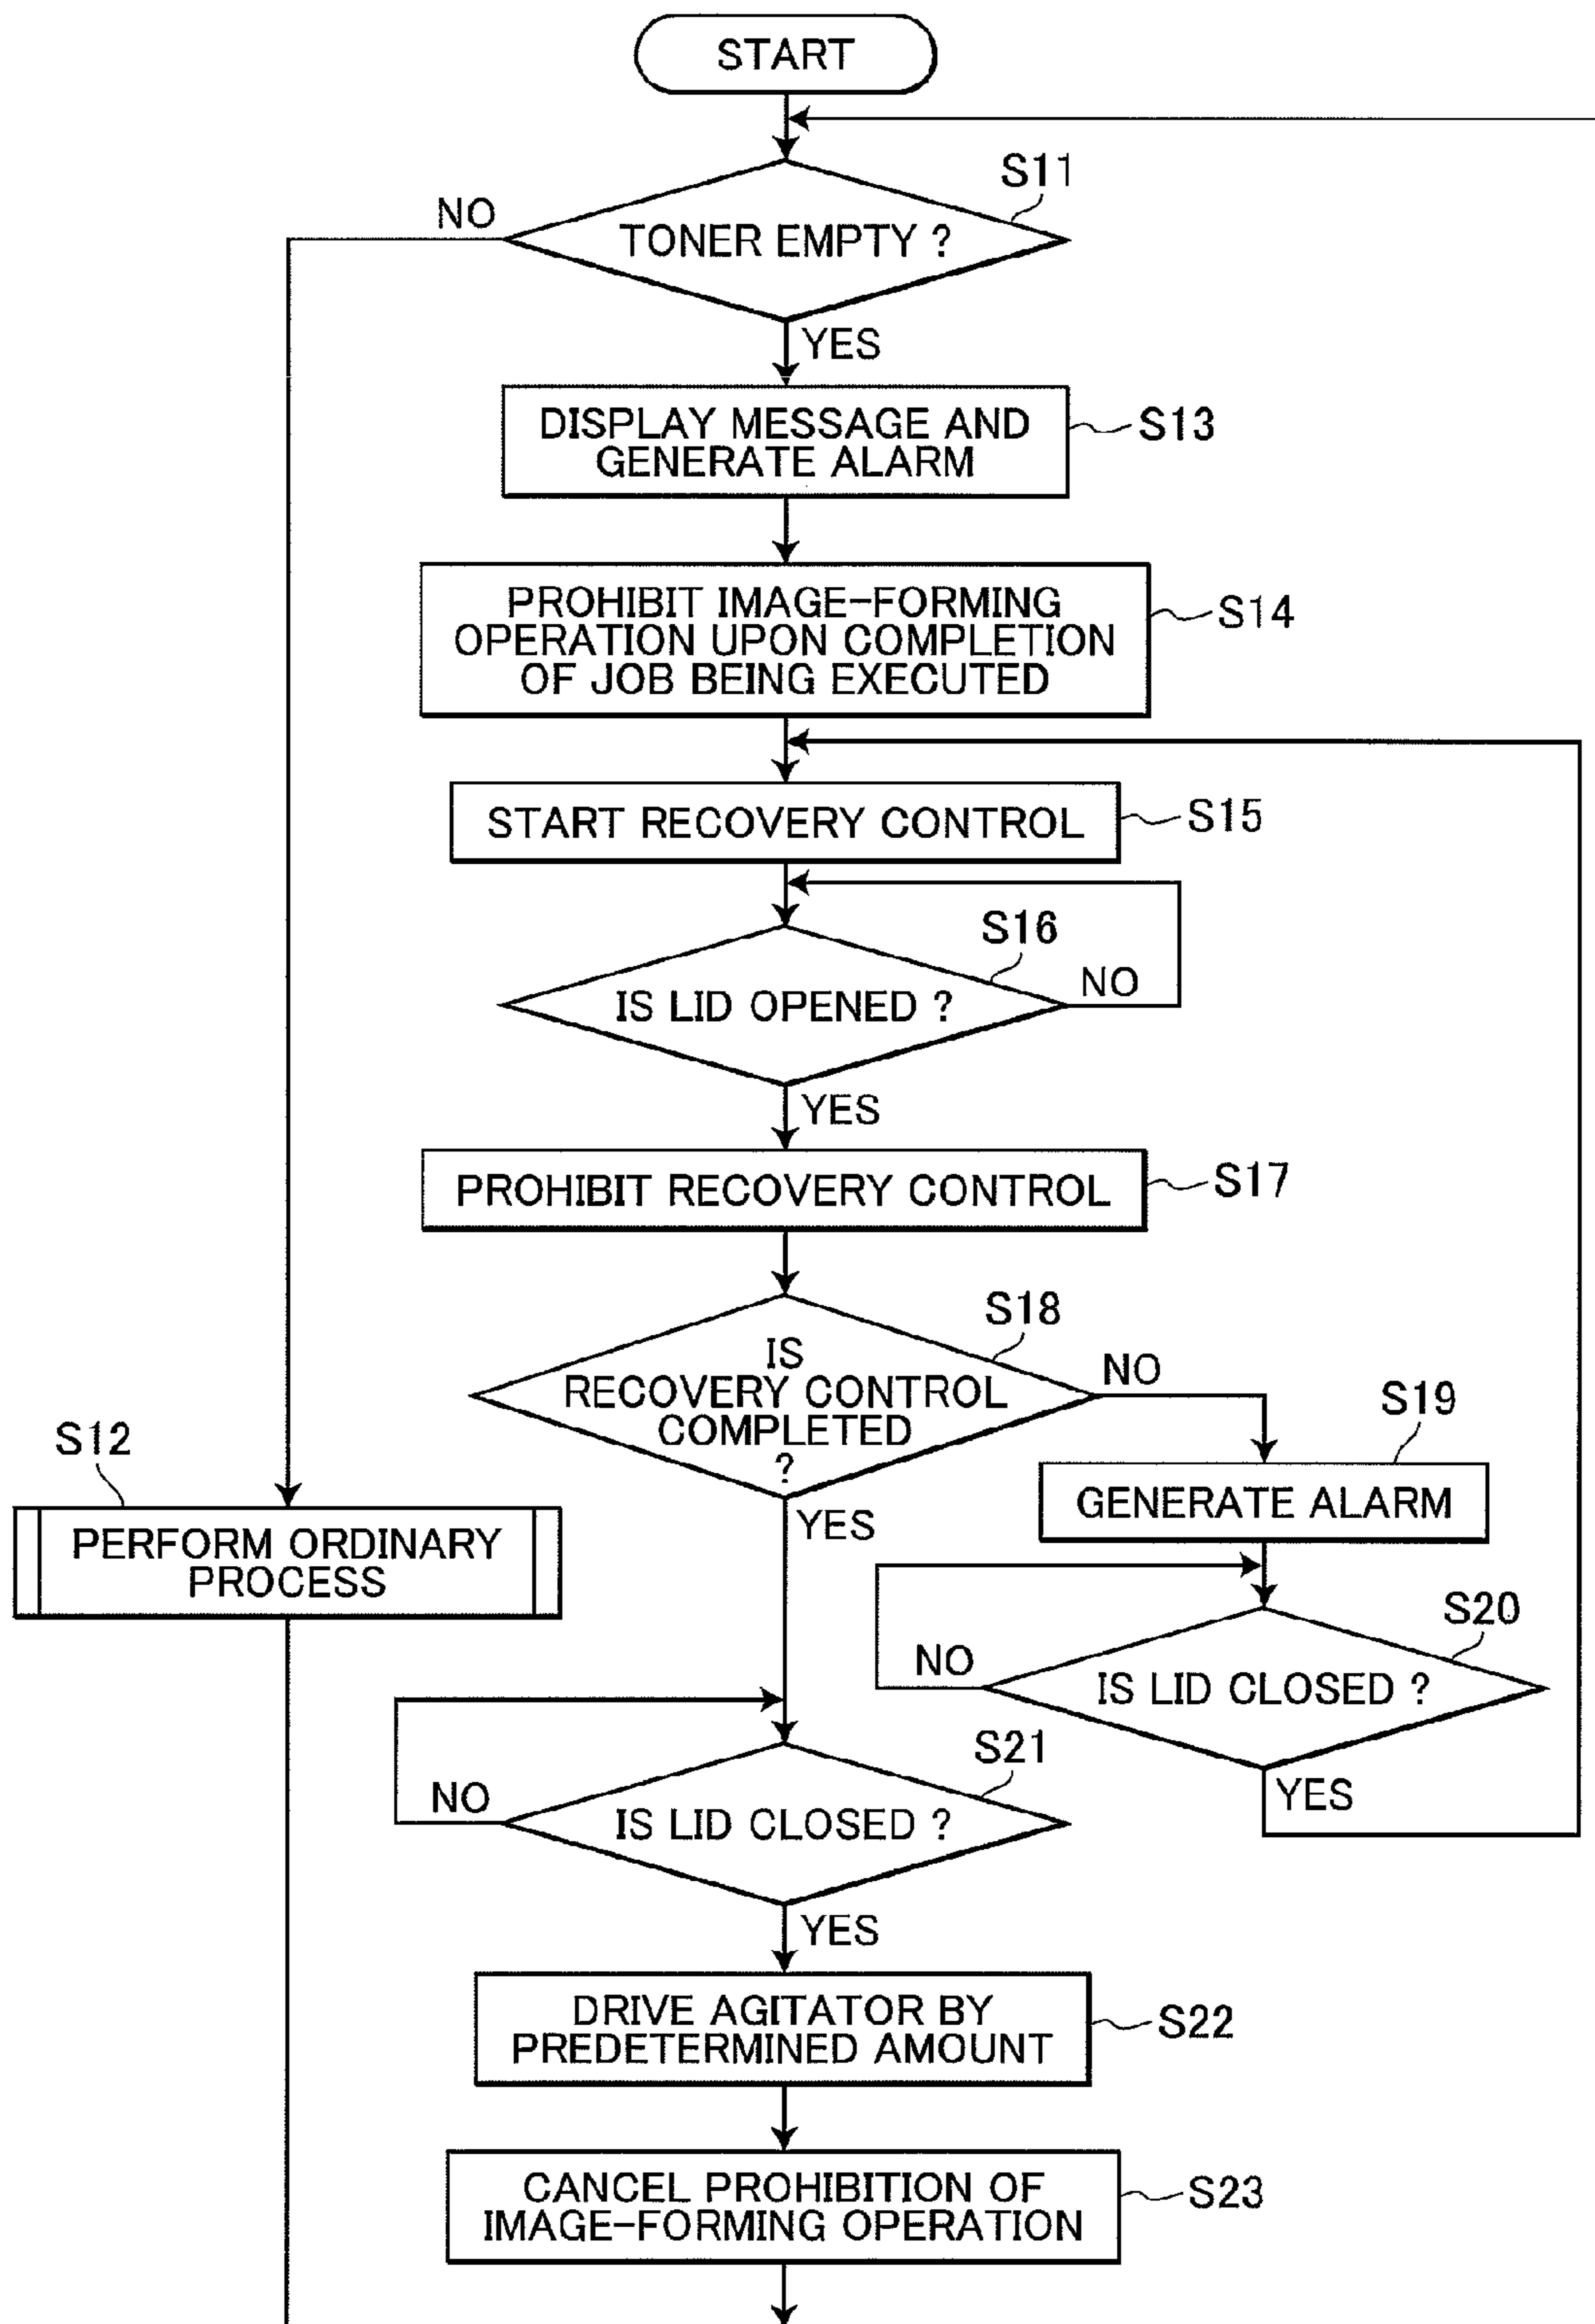 START
S11
NO
TONER EMPTY ?
YES
DISPLAY MESSAGE AND
GENERATE ALARM
S13
PROHIBIT IMAGE-FORMING
OPERATION UPON COMPLETION
OF JOB BEING EXECUTED
S14
START RECOVERY CONTROL
S15
S16
IS LID OPENED ?
NO
YES
PROHIBIT RECOVERY CONTROL
S17
S18
IS
RECOVERY CONTROL
COMPLETED
?
NO
S19
GENERATE ALARM
YES
S12
PERFORM ORDINARY
PROCESS
S20
NO
IS LID CLOSED ?
YES
S21
NO
IS LID CLOSED ?
YES
DRIVE AGITATOR BY
PREDETERMINED AMOUNT
S22
CANCEL PROHIBITION OF
IMAGE-FORMING OPERATION
S23